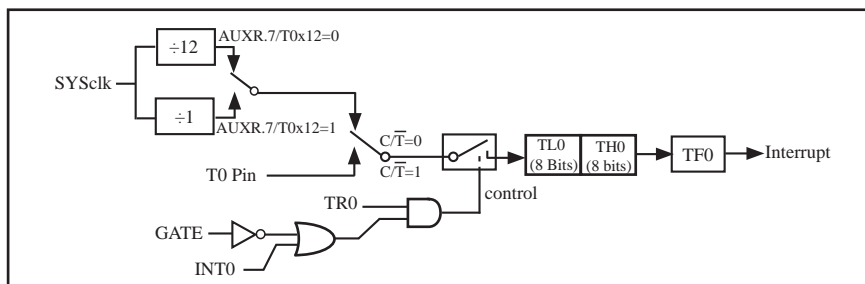 ÷12
AUXR.7/T0x12=0
SYSclk
÷1
AUXR.7/T0x12=1
C/T̅=0
C/T̅=1
T0 Pin
TL0
(8 Bits)
TH0
(8 bits)
TF0
Interrupt
control
TR0
GATE
INT0